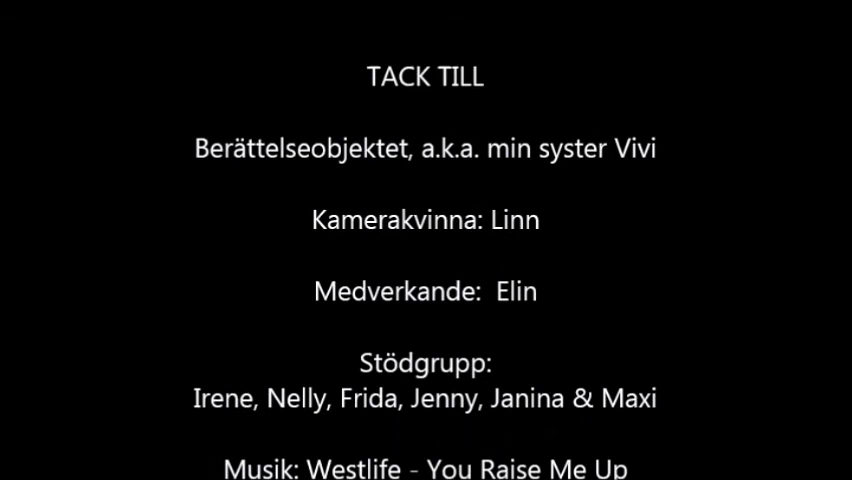 TACK TILL
Berättelseobjektet, a.k.a. min syster Vivi
Kamerakvinna: Linn
Medverkande:  Elin
Stödgrupp:
Irene, Nelly, Frida, Jenny, Janina & Maxi
Musik: Westlife - You Raise Me Up